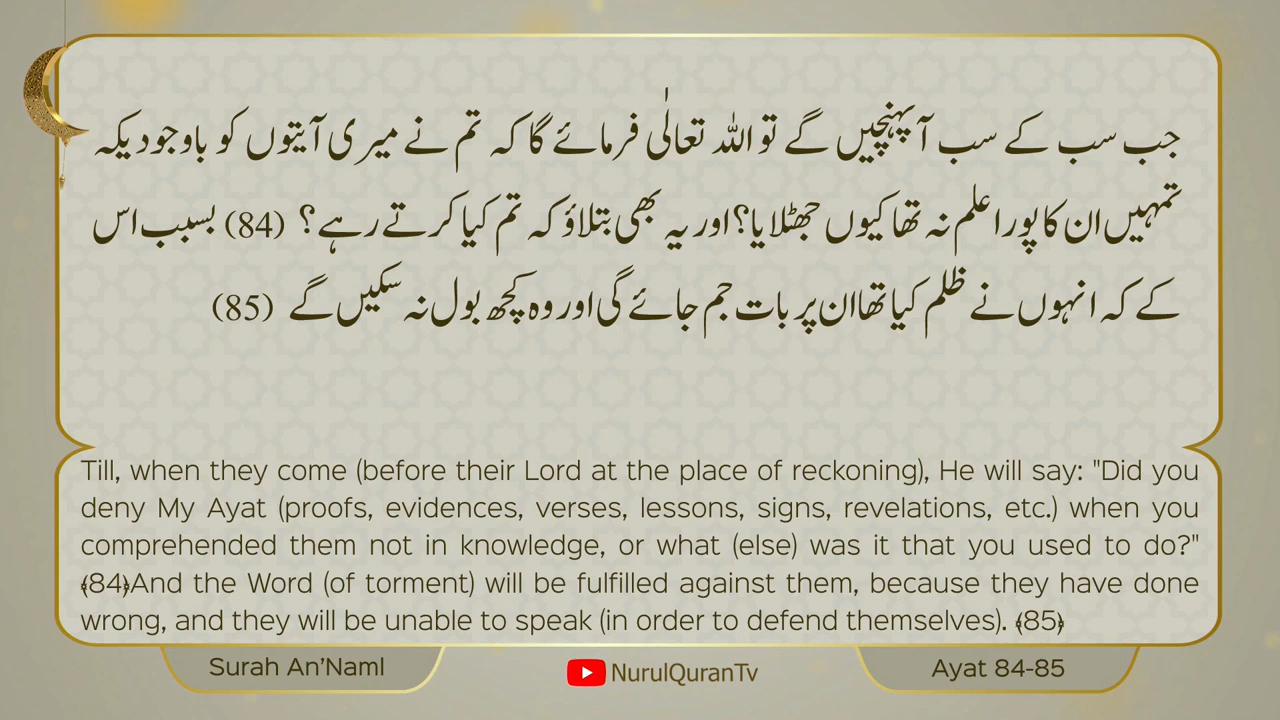 جب سب کے سب آ پہنچیں گے تو اللہ تعالٰی فرمائے گا کہ تم نے میری آیتوں کو باوجودیکہ
تمہیں ان کا پورا علم نہ تھا کیوں جھٹلایا؟ اور یہ بھی بتلاؤ کہ تم کیا کرتے رہے؟ (84) بسبب اس
کے کہ انہوں نے ظلم کیا تھا ان پر بات جم جائے گی اور وہ کچھ بول نہ سکیں گے (85)
Till, when they come (before their Lord at the place of reckoning), He will say: "Did you
deny My Ayat (proofs, evidences, verses, lessons, signs, revelations, etc.) when you
comprehended them not in knowledge, or what (else) was it that you used to do?"
﴾84﴿And the Word (of torment) will be fulfilled against them, because they have done
wrong, and they will be unable to speak (in order to defend themselves). ﴾85﴿
Surah An’Naml
NurulQuranTv
Ayat 84-85